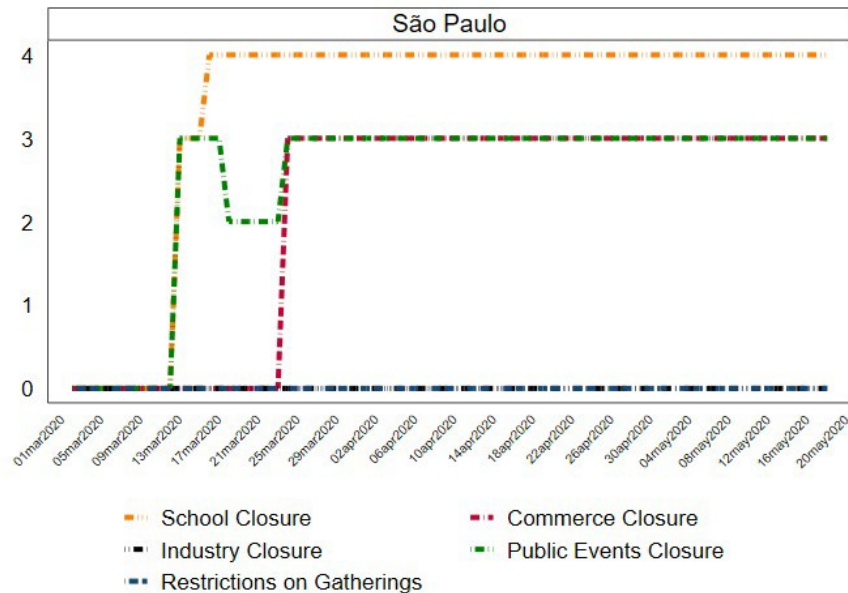 São Paulo
4
3
2
1
0
01mar2020
05mar2020
09mar2020
13mar2020
17mar2020
21mar2020
25mar2020
29mar2020
02apr2020
06apr2020
10apr2020
14apr2020
18apr2020
22apr2020
26apr2020
30apr2020
04may2020
08may2020
12may2020
16may2020
20may2020
School Closure
Commerce Closure
Industry Closure
Public Events Closure
Restrictions on Gatherings